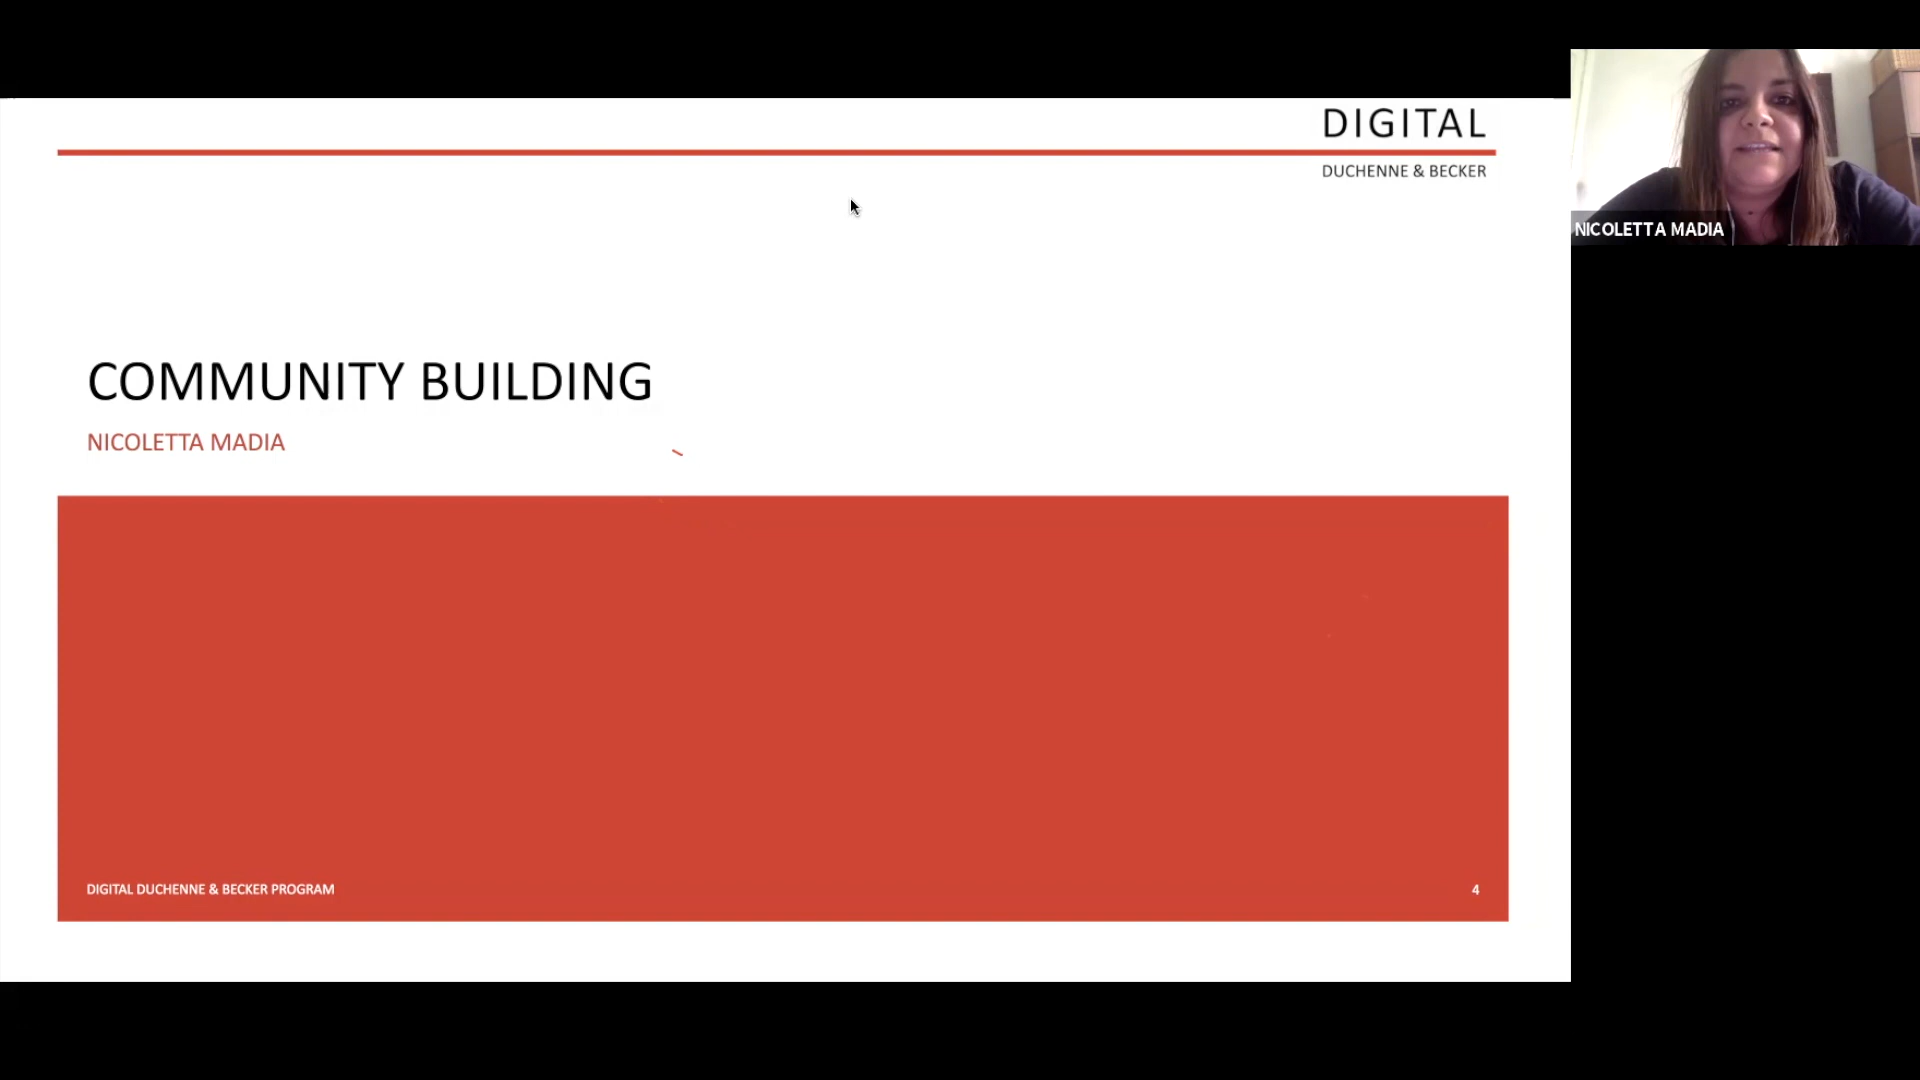 DIGITAL
DUCHENNE & BECKER
NICOLETTA MADIA
COMMUNITY BUILDING
NICOLETTA MADIA
DIGITAL DUCHENNE & BECKER PROGRAM
4